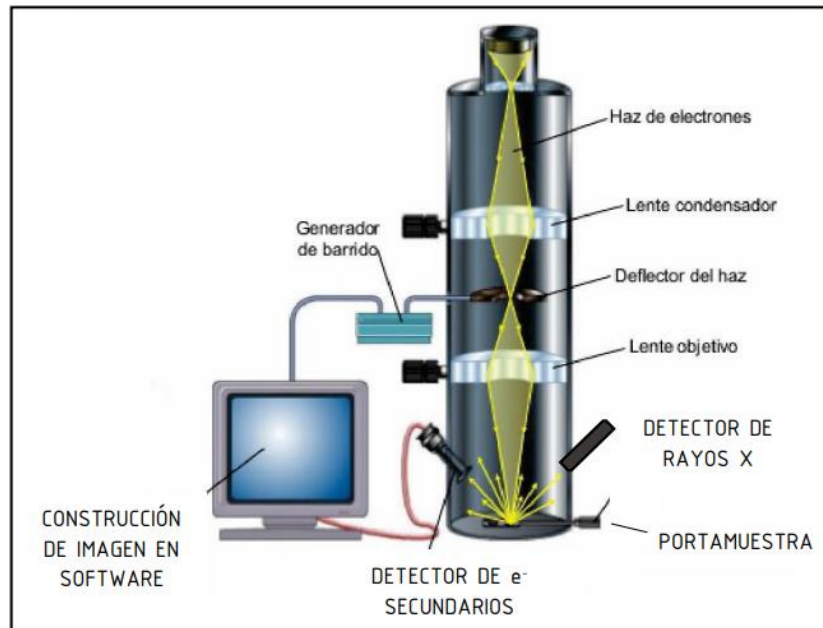 Haz de electrones
Lente condensador
Generador
de barrido
Deflector del haz
Lente objetivo
DETECTOR DE
RAYOS X
CONSTRUCCIÓN
DE IMAGEN EN
SOFTWARE
PORTAMUESTRA
DETECTOR DE e-
SECUNDARIOS